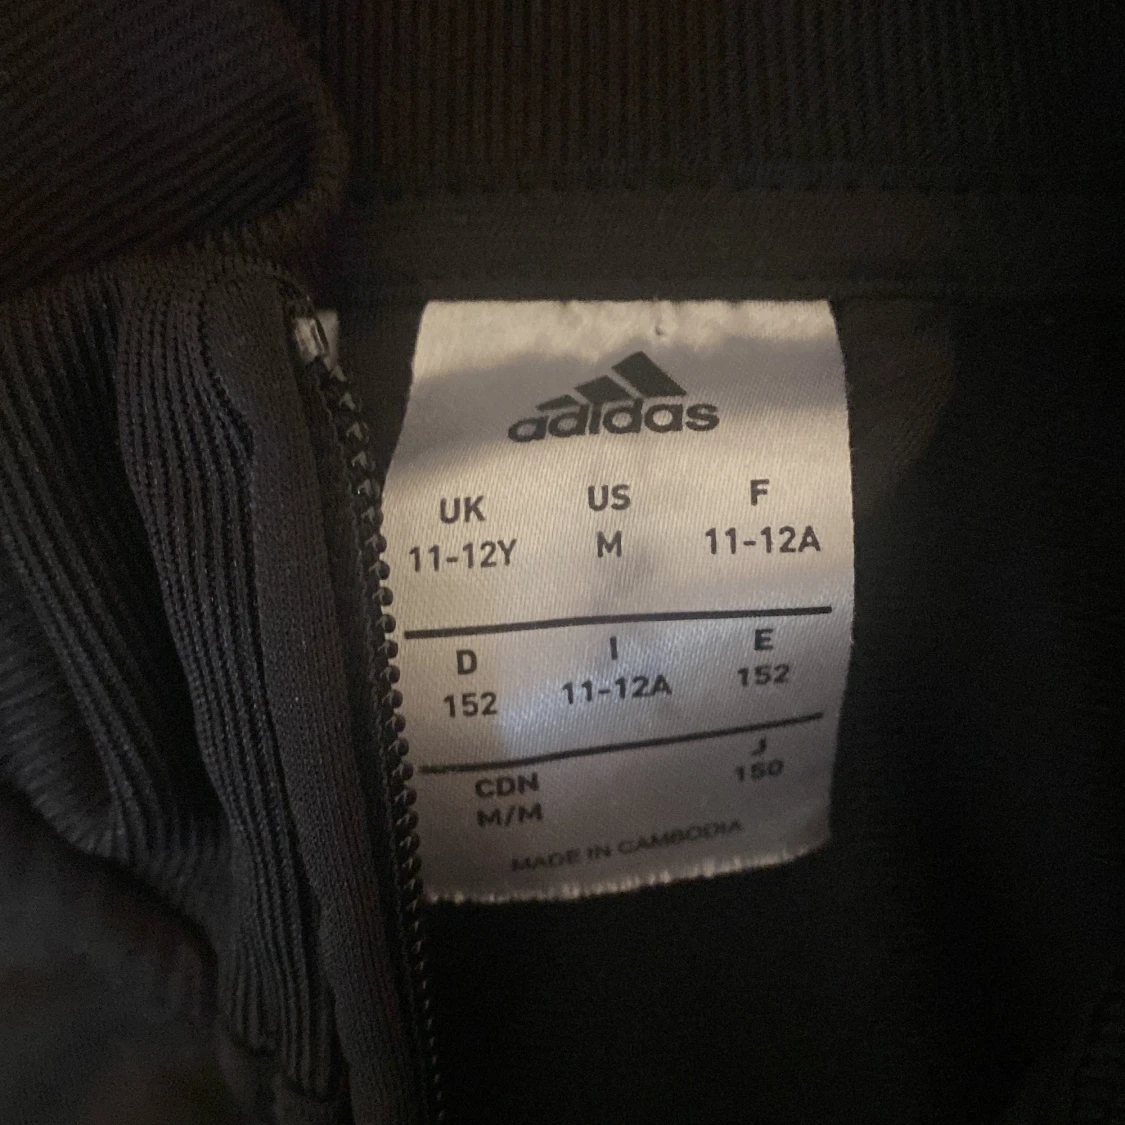 adidas
UK US F
11-12Y M 11-12A
D I E
152 11-12A 152
CDN J
M/M 150
MADE IN CAMBODIA